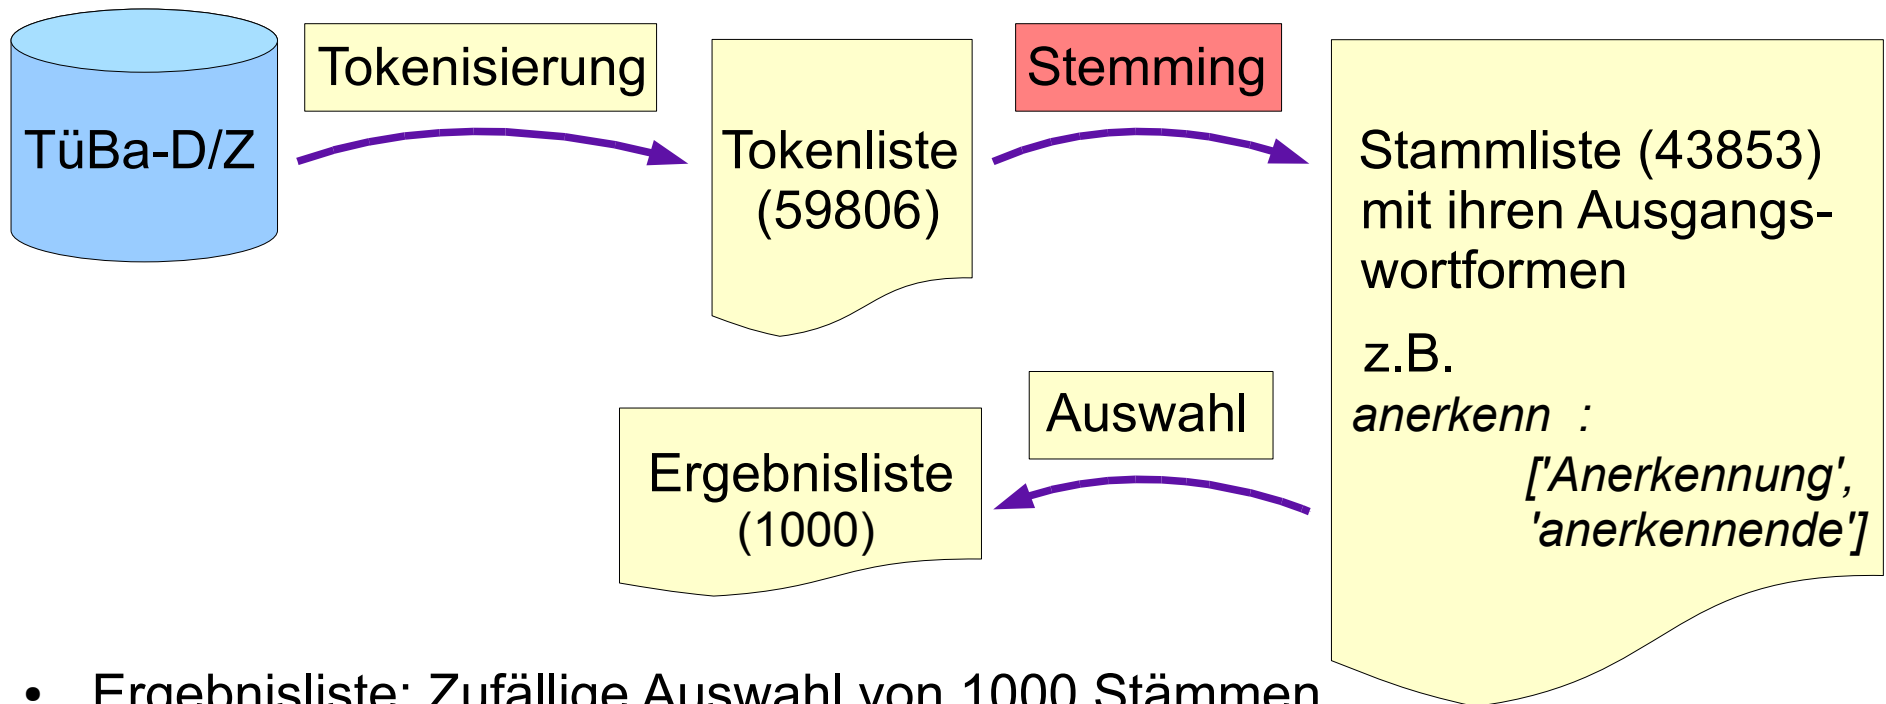 TüBa-D/Z
Tokenisierung
Tokenliste
(59806)
Stemming
Stammliste (43853)
mit ihren Ausgangs-
wortformen
z.B.
anerkenn :
['Anerkennung',
'anerkennende']
Auswahl
Ergebnisliste
(1000)
• Ergebnisliste: Zufällige Auswahl von 1000 Stämmen